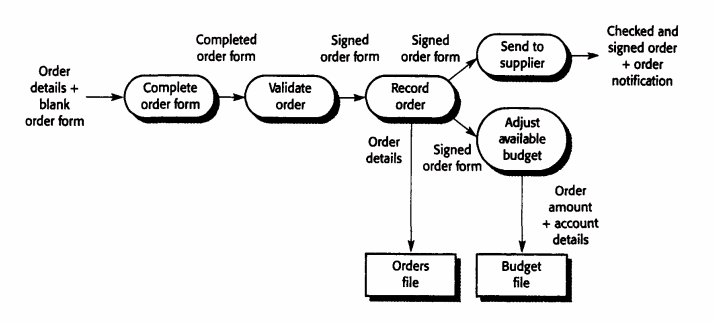 Order
details +
blank
order form
Complete
order form
Completed
order form
Validate
order
Signed
order form
Record
order
Signed
order form
Send to
supplier
Checked and
signed order
+ order
notification
Order
details
Signed
order form
Adjust
available
budget
Order
amount
+ account
details
Orders
file
Budget
file